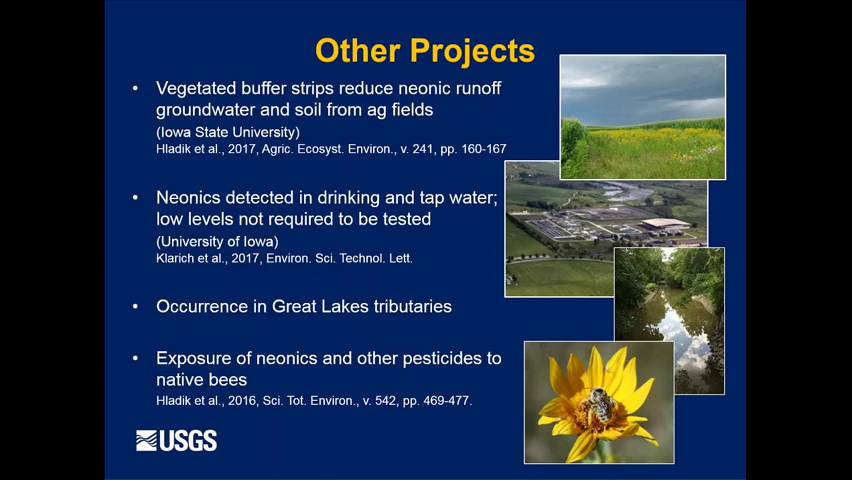 Other Projects
• Vegetated buffer strips reduce neonic runoff
groundwater and soil from ag fields
(Iowa State University)
Hladik et al., 2017, Agric. Ecosyst. Environ., v. 241, pp. 160-167
• Neonics detected in drinking and tap water;
low levels not required to be tested
(University of Iowa)
Klarich et al., 2017, Environ. Sci. Technol. Lett.
• Occurrence in Great Lakes tributaries
• Exposure of neonics and other pesticides to
native bees
Hladik et al., 2016, Sci. Tot. Environ., v. 542, pp. 469-477.
USGS